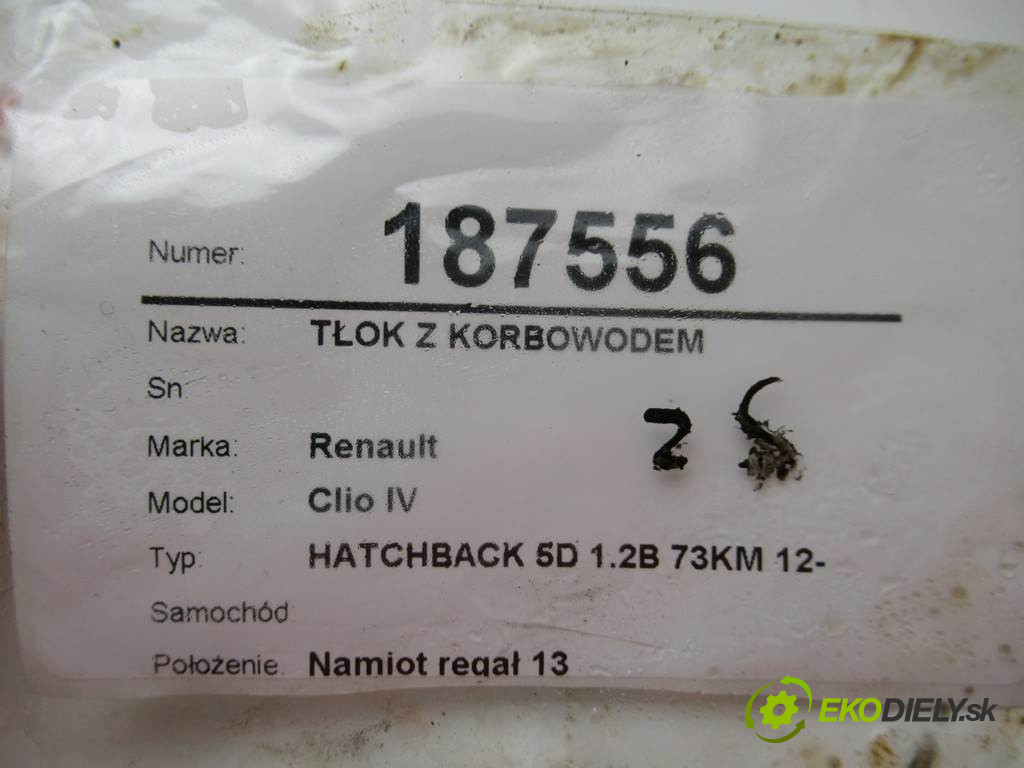 Numer: 187556
Nazwa: TŁOK Z KORBOWODEM
Sn
Marka: Renault
Model: Clio IV
Typ: HATCHBACK 5D 1.2B 73KM 12-
Samochód
Położenie: Namiot regał 13
EKODIELY.sk